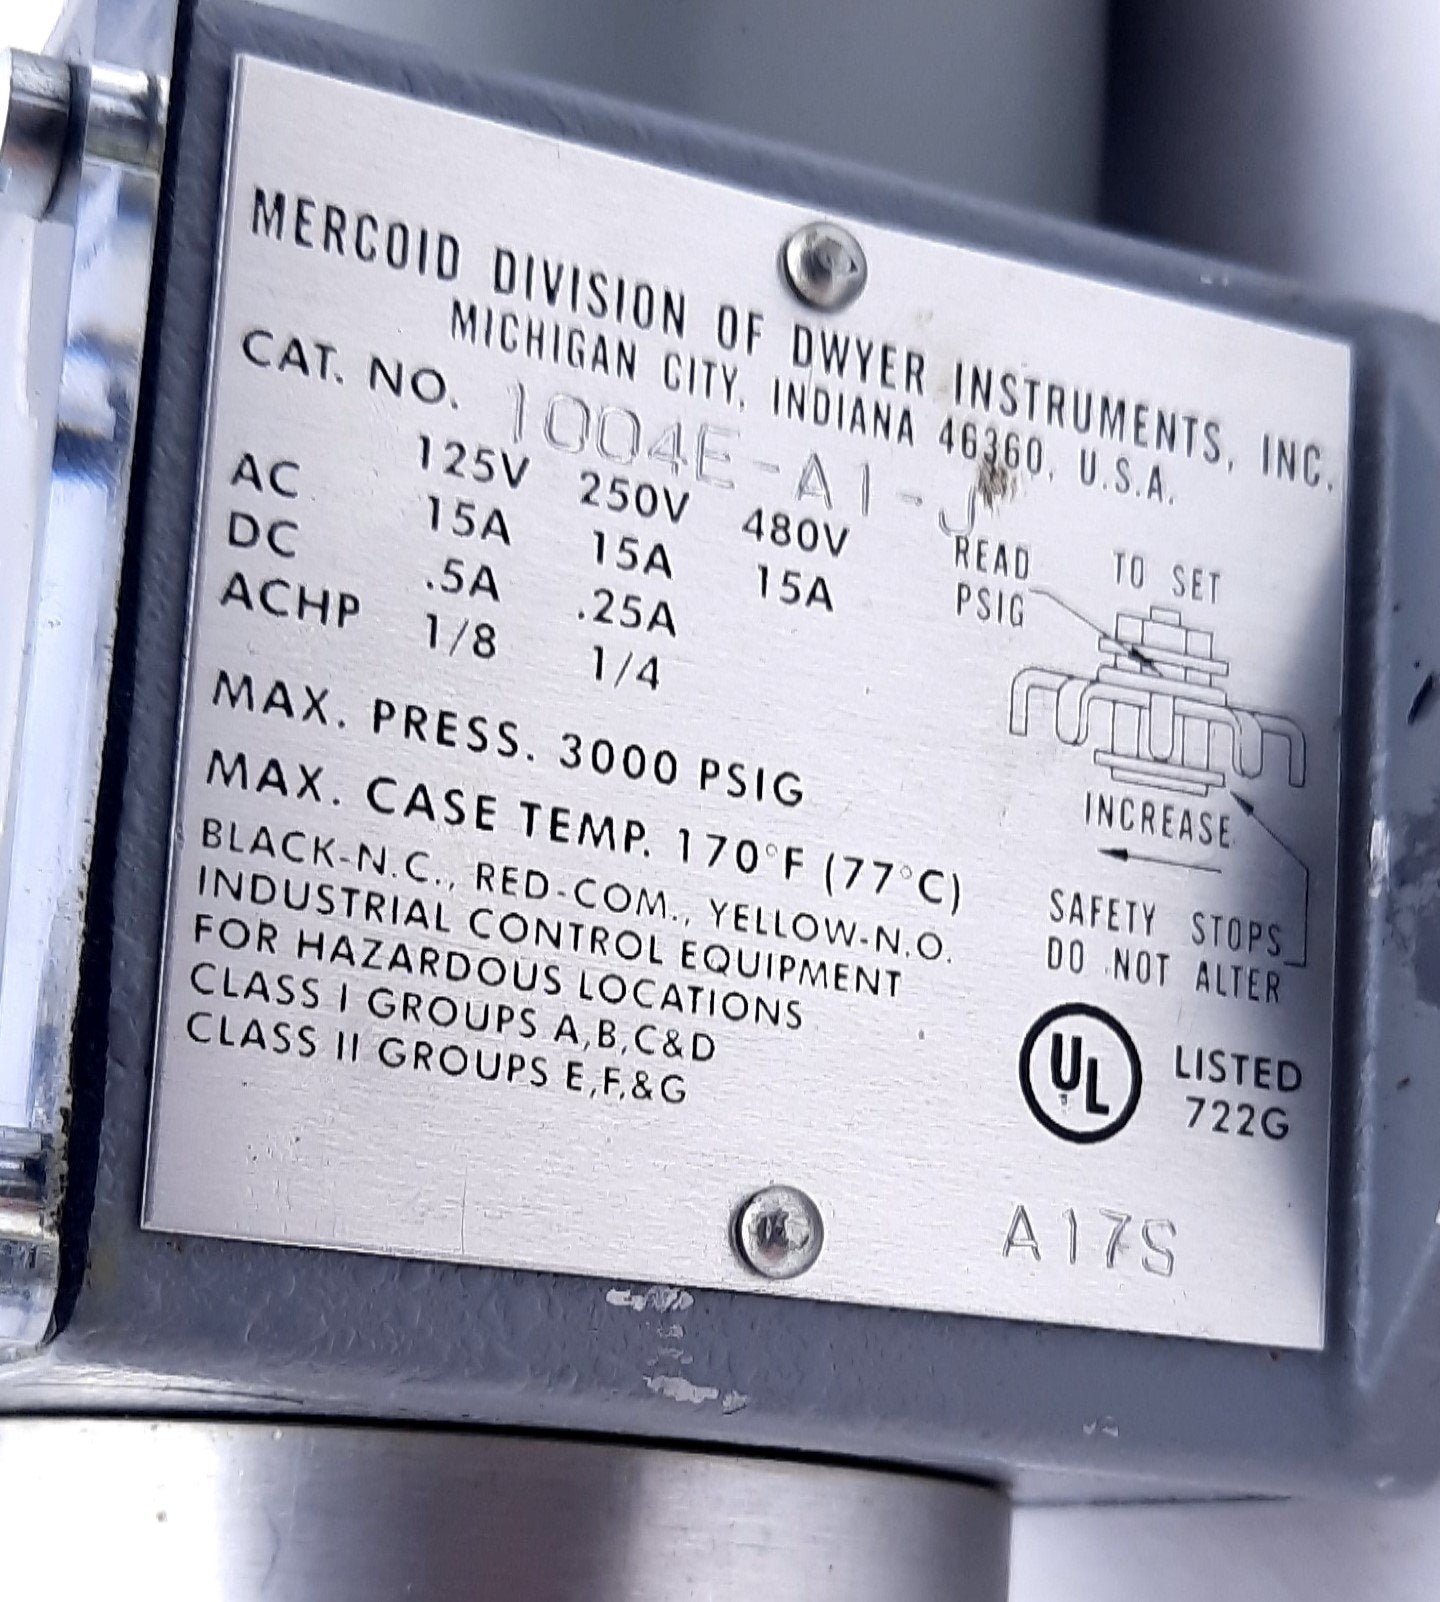 MERCOID DIVISION OF DWYER INSTRUMENTS, INC.
MICHIGAN CITY, INDIANA 46360, U.S.A.
CAT. NO. 1004E-A1-J
125V 250V 480V
AC 15A 15A 15A
DC .5A .25A
ACHP 1/8 1/4
MAX. PRESS. 3000 PSIG
MAX. CASE TEMP. 170°F (77°C)
BLACK-N.C., RED-COM., YELLOW-N.O.
INDUSTRIAL CONTROL EQUIPMENT
FOR HAZARDOUS LOCATIONS
CLASS I GROUPS A,B,C&D
CLASS II GROUPS E,F,&G
READ
PSIG
TO SET
INCREASE
SAFETY STOPS
DO NOT ALTER
UL
LISTED
722G
A17S